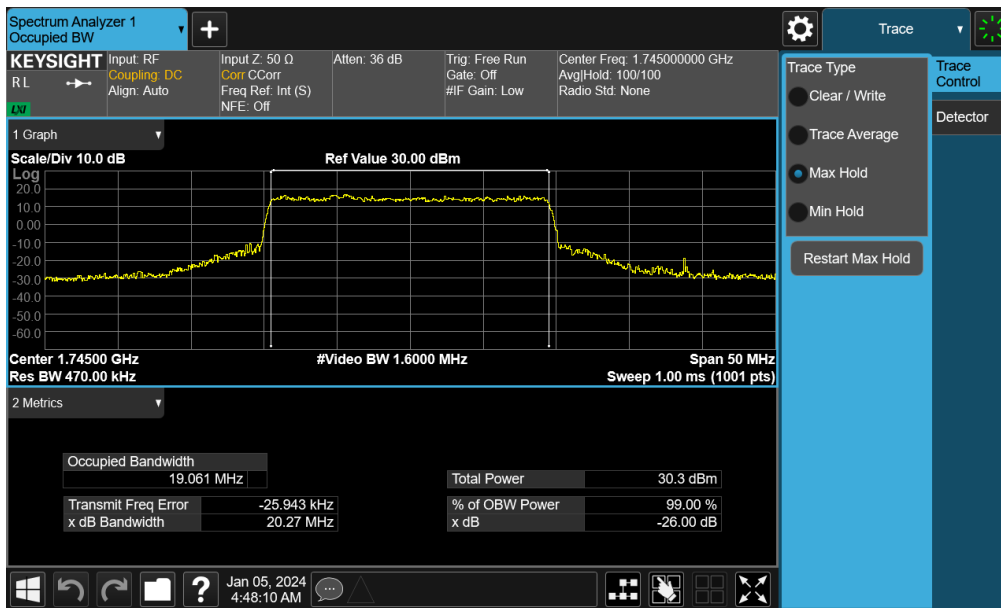 Spectrum Analyzer 1
Occupied BW
Trace
KEYSIGHT
R L
LXI
Input: RF
Coupling: DC
Align: Auto
Input Z: 50 Ω
Corr CCorr
Freq Ref: Int (S)
NFE: Off
Atten: 36 dB
Trig: Free Run
Gate: Off
#IF Gain: Low
Center Freq: 1.745000000 GHz
Avg|Hold: 100/100
Radio Std: None
Trace Type
Clear / Write
Trace Average
Max Hold
Min Hold
Restart Max Hold
Trace
Control
Detector
1 Graph
Scale/Div 10.0 dB
Ref Value 30.00 dBm
Log
20.0
10.0
0.00
-10.0
-20.0
-30.0
-40.0
-50.0
-60.0
Center 1.74500 GHz
#Video BW 1.6000 MHz
Span 50 MHz
Res BW 470.00 kHz
Sweep 1.00 ms (1001 pts)
2 Metrics
Occupied Bandwidth
19.061 MHz
Total Power 30.3 dBm
Transmit Freq Error -25.943 kHz
% of OBW Power 99.00 %
x dB Bandwidth 20.27 MHz
x dB -26.00 dB
?
Jan 05, 2024
4:48:10 AM